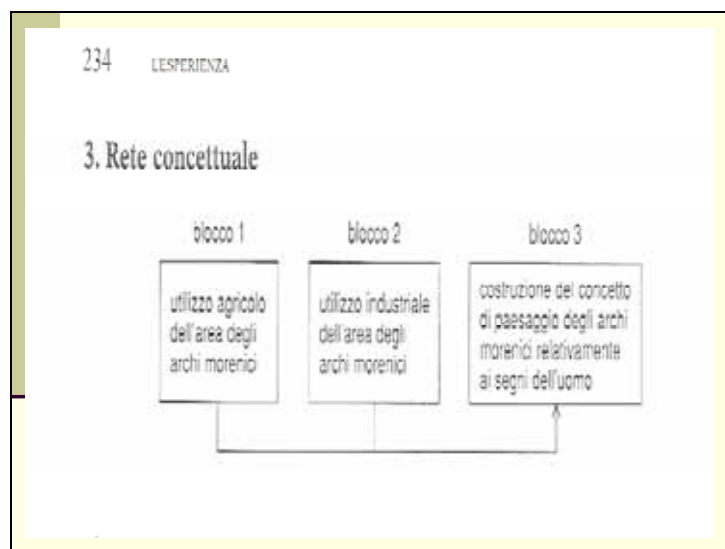 234 L'ESPERIENZA
3. Rete concettuale
blocco 1
utilizzo agricolo
dell'area degli
archi morenici
blocco 2
utilizzo industriale
dell'area degli
archi morenici
blocco 3
costruzione del concetto
di paesaggio degli archi
morenici relativamente
ai segni dell'uomo